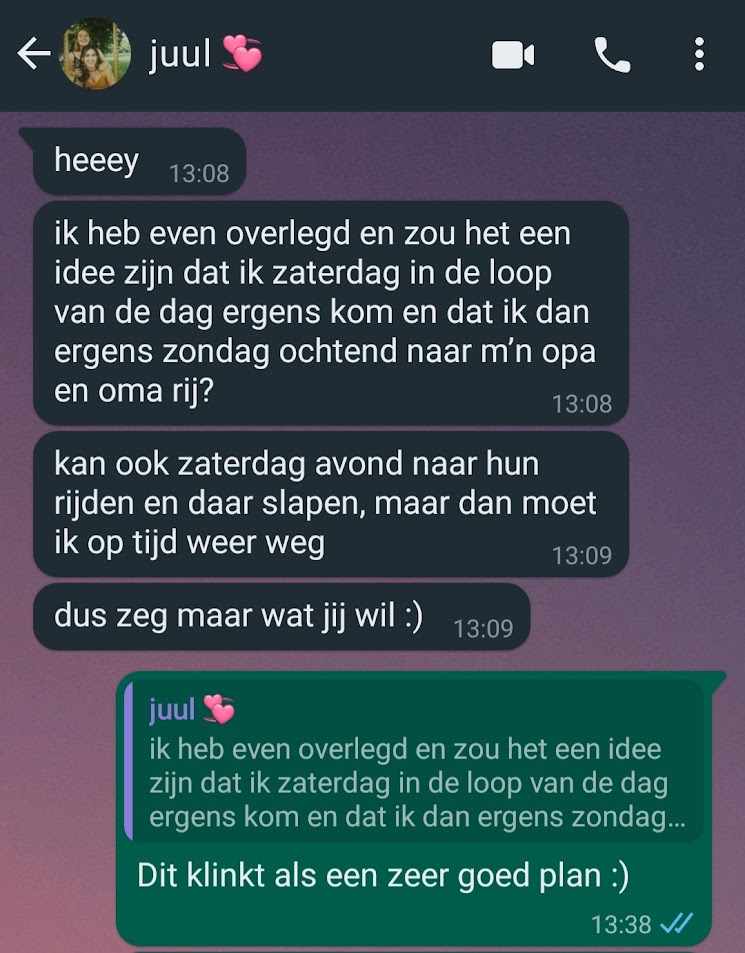 juul 💞
heeey
13:08
ik heb even overlegd en zou het een
idee zijn dat ik zaterdag in de loop
van de dag ergens kom en dat ik dan
ergens zondag ochtend naar m'n opa
en oma rij?
13:08
kan ook zaterdag avond naar hun
rijden en daar slapen, maar dan moet
ik op tijd weer weg
13:09
dus zeg maar wat jij wil :)
13:09
juul 💞
ik heb even overlegd en zou het een idee
zijn dat ik zaterdag in de loop van de dag
ergens kom en dat ik dan ergens zondag...
Dit klinkt als een zeer goed plan :)
13:38